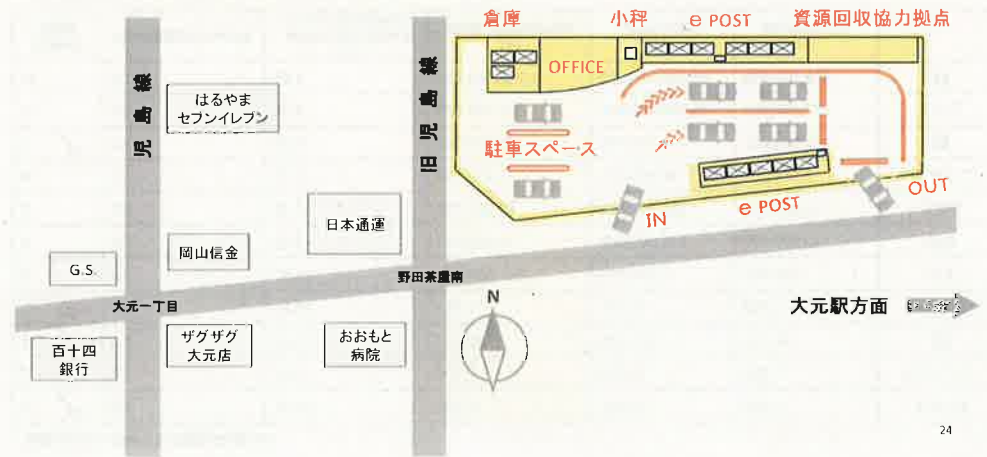 倉庫
小秤
e POST
資源回収協力拠点
OFFICE
児島線
旧児島線
はるやま
セブンイレブン
駐車スペース
日本通運
IN
e POST
OUT
岡山信金
G.S.
野田茶屋南
大元一丁目
N
大元駅方面
百十四
銀行
ザグザグ
大元店
おおもと
病院
24